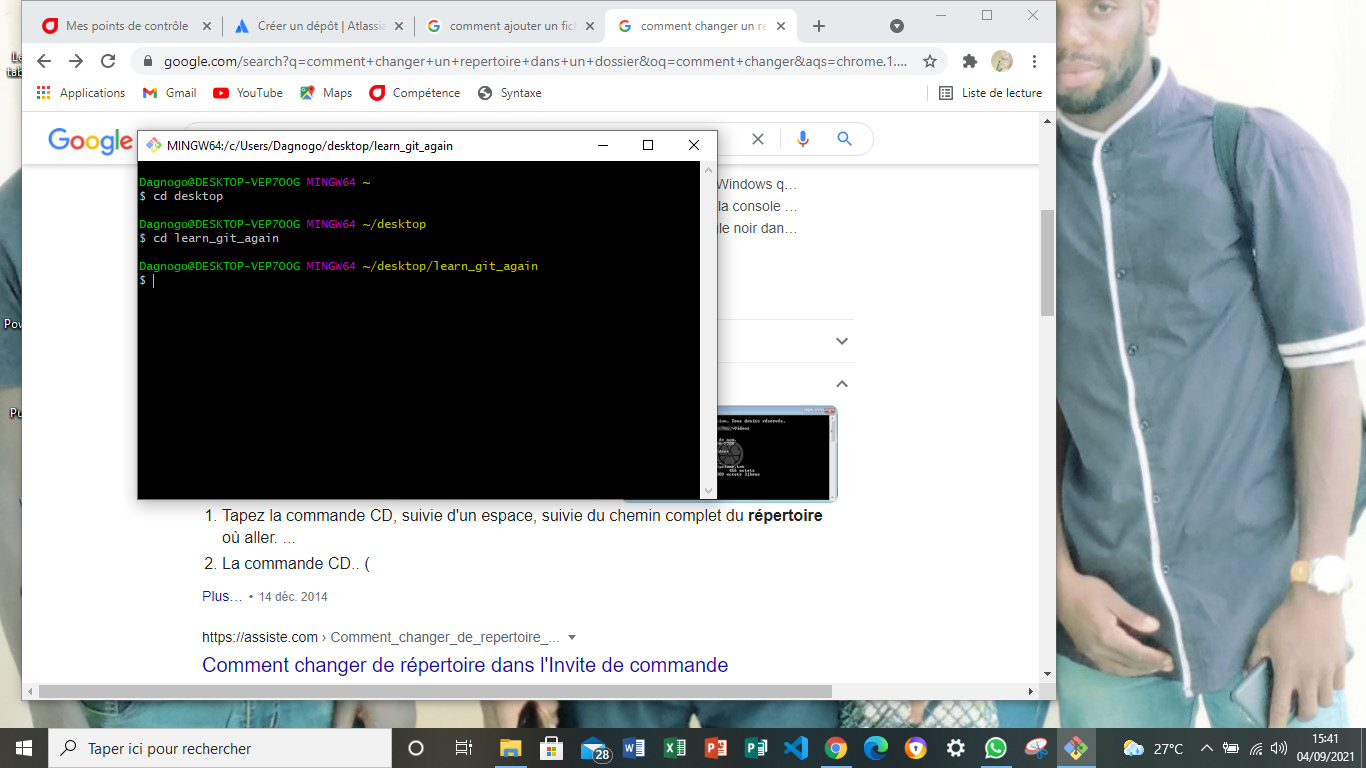 Mes points de contrôle
Créer un dépôt | Atlassia
comment ajouter un fich
comment changer un re
google.com/search?q=comment+changer+un+repertoire+dans+un+dossier&oq=comment+changer&aqs=chrome.1....
Applications
Gmail
YouTube
Maps
Compétence
Syntaxe
Liste de lecture
Google
MINGW64:/c/Users/Dagnogo/desktop/learn_git_again
Dagnogo@DESKTOP-VEP7OOG MINGW64 ~
$ cd desktop
Dagnogo@DESKTOP-VEP7OOG MINGW64 ~/desktop
$ cd learn_git_again
Dagnogo@DESKTOP-VEP7OOG MINGW64 ~/desktop/learn_git_again
$
Windows q...
la console ...
le noir dan...
Tous droits réservés.
1. Tapez la commande CD, suivie d'un espace, suivie du chemin complet du répertoire
où aller. ...
2. La commande CD.. (
Plus... • 14 déc. 2014
https://assiste.com › Comment_changer_de_repertoire_...
Comment changer de répertoire dans l'Invite de commande
Taper ici pour rechercher
28
27°C
15:41
04/09/2021